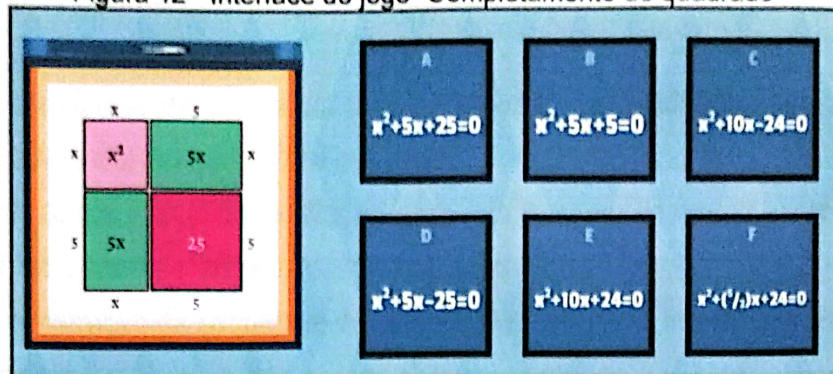 x 5
x x² 5x x
5 5x 25 5
x 5
A
x²+5x+25=0
B
x²+5x+5=0
C
x²+10x-24=0
D
x²+5x-25=0
E
x²+10x+24=0
F